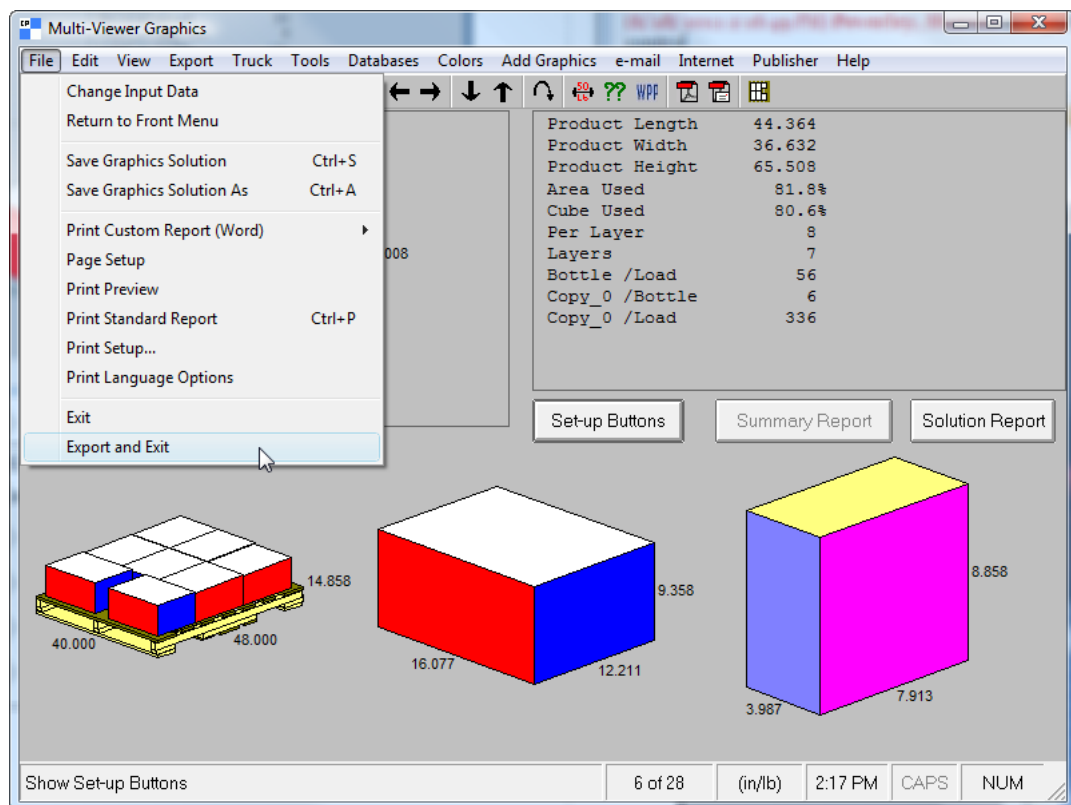 Multi-Viewer Graphics
File Edit View Export Truck Tools Databases Colors Add Graphics e-mail Internet Publisher Help
50 LB ?? WPP
Change Input Data
Return to Front Menu
Save Graphics Solution Ctrl+S
Save Graphics Solution As Ctrl+A
Print Custom Report (Word)
Page Setup
Print Preview
Print Standard Report Ctrl+P
Print Setup...
Print Language Options
Exit
Export and Exit
008
Product Length 44.364
Product Width 36.632
Product Height 65.508
Area Used 81.8%
Cube Used 80.6%
Per Layer 8
Layers 7
Bottle /Load 56
Copy_0 /Bottle 6
Copy_0 /Load 336
Set-up Buttons Summary Report Solution Report
14.858
40.000
48.000
9.358
16.077
12.211
8.858
3.987
7.913
Show Set-up Buttons 6 of 28 (in/lb) 2:17 PM CAPS NUM